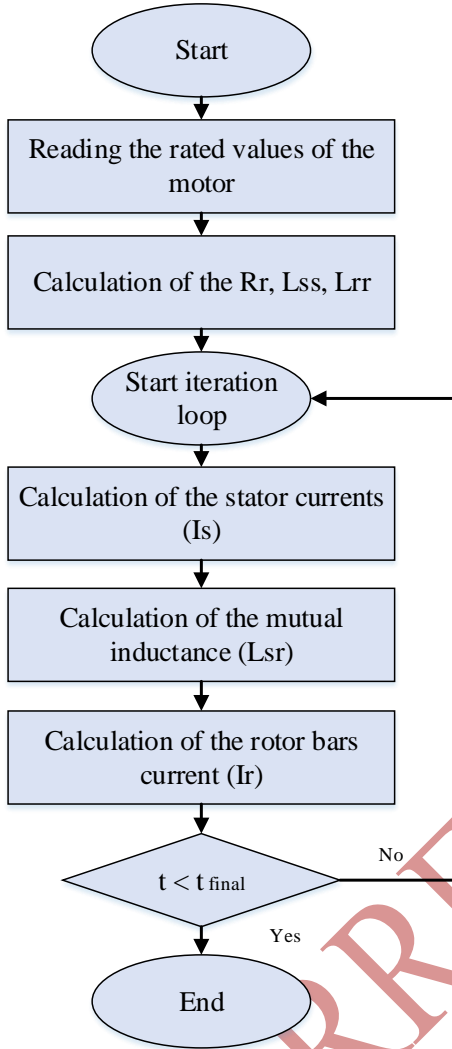 Start
Reading the rated values of the
motor
Calculation of the Rr, Lss, Lrr
Start iteration
loop
Calculation of the stator currents
(Is)
Calculation of the mutual
inductance (Lsr)
Calculation of the rotor bars
current (Ir)
t < t final
No
Yes
End